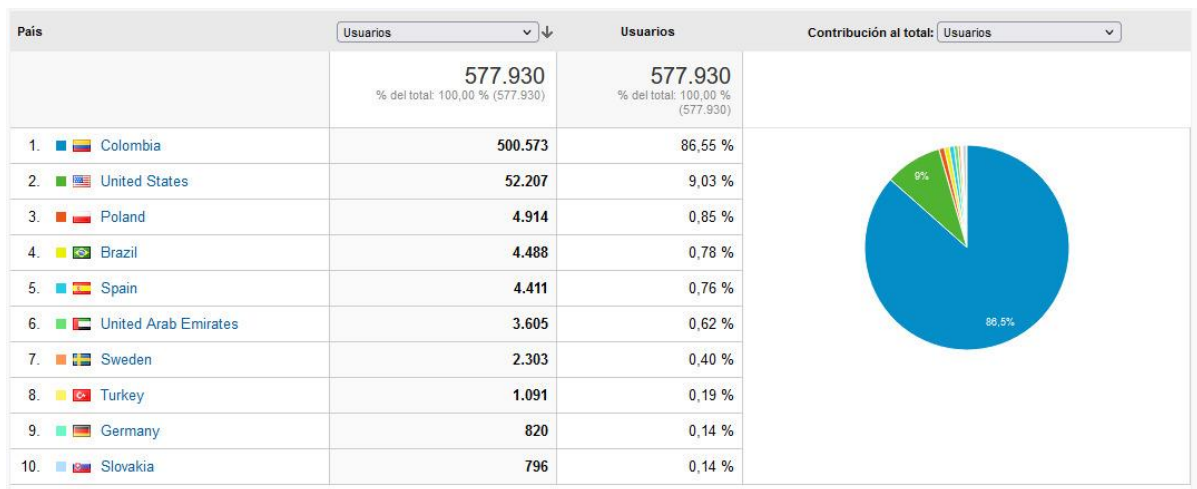 País Usuarios Usuarios Contribución al total: Usuarios
577.930 577.930
% del total: 100,00 % (577.930) % del total: 100,00 %
(577.930)
1. Colombia 500.573 86,55 %
2. United States 52.207 9,03 %
3. Poland 4.914 0,85 %
4. Brazil 4.488 0,78 %
5. Spain 4.411 0,76 %
6. United Arab Emirates 3.605 0,62 %
7. Sweden 2.303 0,40 %
8. Turkey 1.091 0,19 %
9. Germany 820 0,14 %
10. Slovakia 796 0,14 %
9%
86,5%